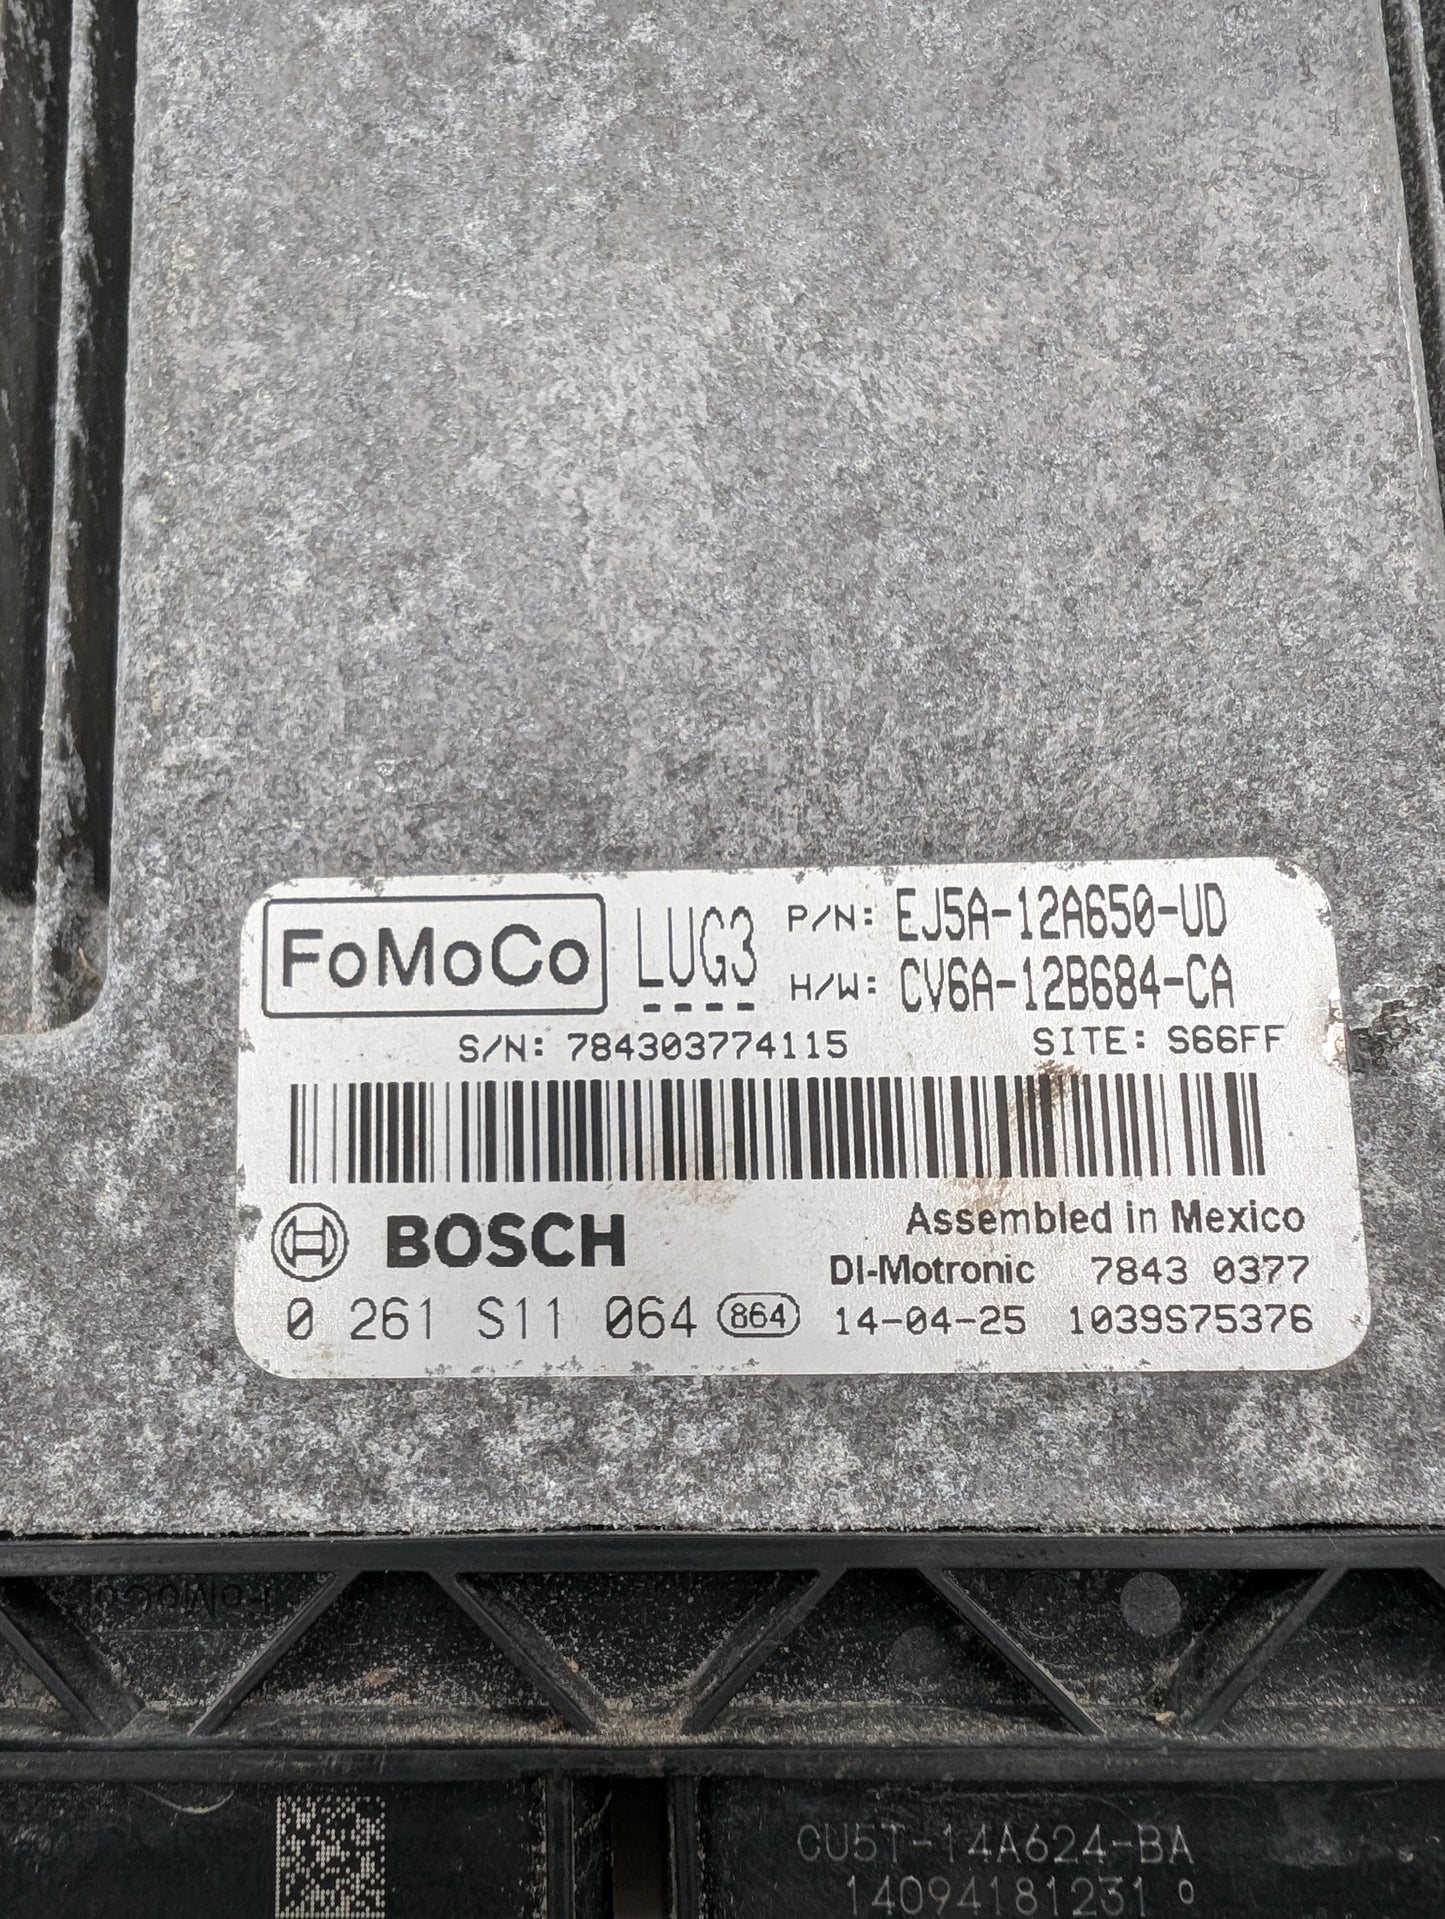 FoMoCo LUG3 P/N: EJ5A-12A650-UD
H/W: CV6A-12B684-CA
S/N: 784303774115 SITE: S66FF
BOSCH Assembled in Mexico
DI-Motronic 7843 0377
0 261 S11 064 864 14-04-25 1039S75376
FoMoCo
CU5T-14A624-BA
14094181231